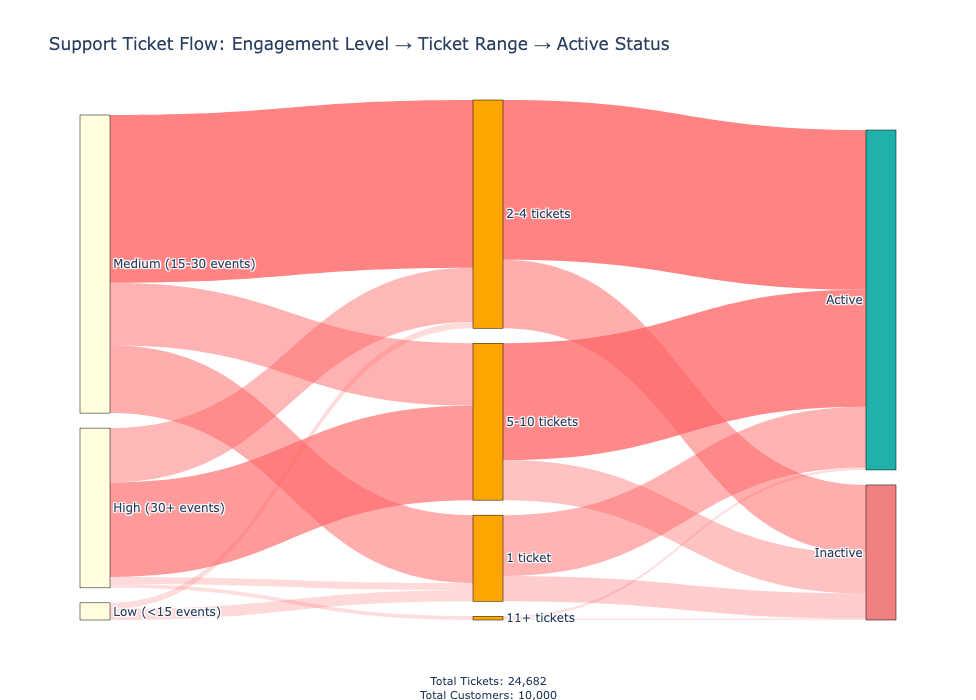 Support Ticket Flow: Engagement Level → Ticket Range → Active Status
2-4 tickets
Medium (15-30 events)
Active
5-10 tickets
High (30+ events)
Inactive
1 ticket
Low (<15 events)
11+ tickets
Total Tickets: 24,682
Total Customers: 10,000